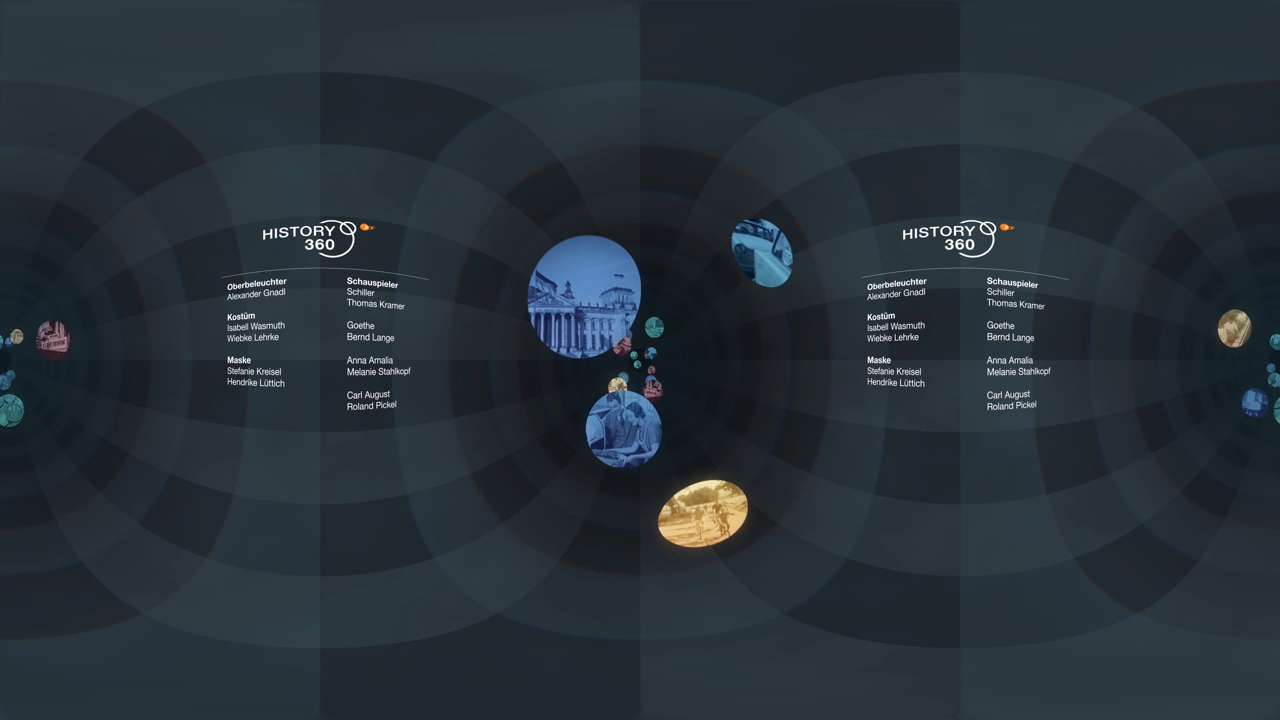 HISTORY
360
Oberbeleuchter
Alexander Gnadl
Kostüm
Isabell Wasmuth
Wiebke Lehrke
Maske
Stefanie Kreisel
Hendrike Lüttich
Schauspieler
Schiller
Thomas Kramer
Goethe
Bernd Lange
Anna Amalia
Melanie Stahlkopf
Carl August
Roland Pickel
HISTORY
360
Oberbeleuchter
Alexander Gnadl
Kostüm
Isabell Wasmuth
Wiebke Lehrke
Maske
Stefanie Kreisel
Hendrike Lüttich
Schauspieler
Schiller
Thomas Kramer
Goethe
Bernd Lange
Anna Amalia
Melanie Stahlkopf
Carl August
Roland Pickel